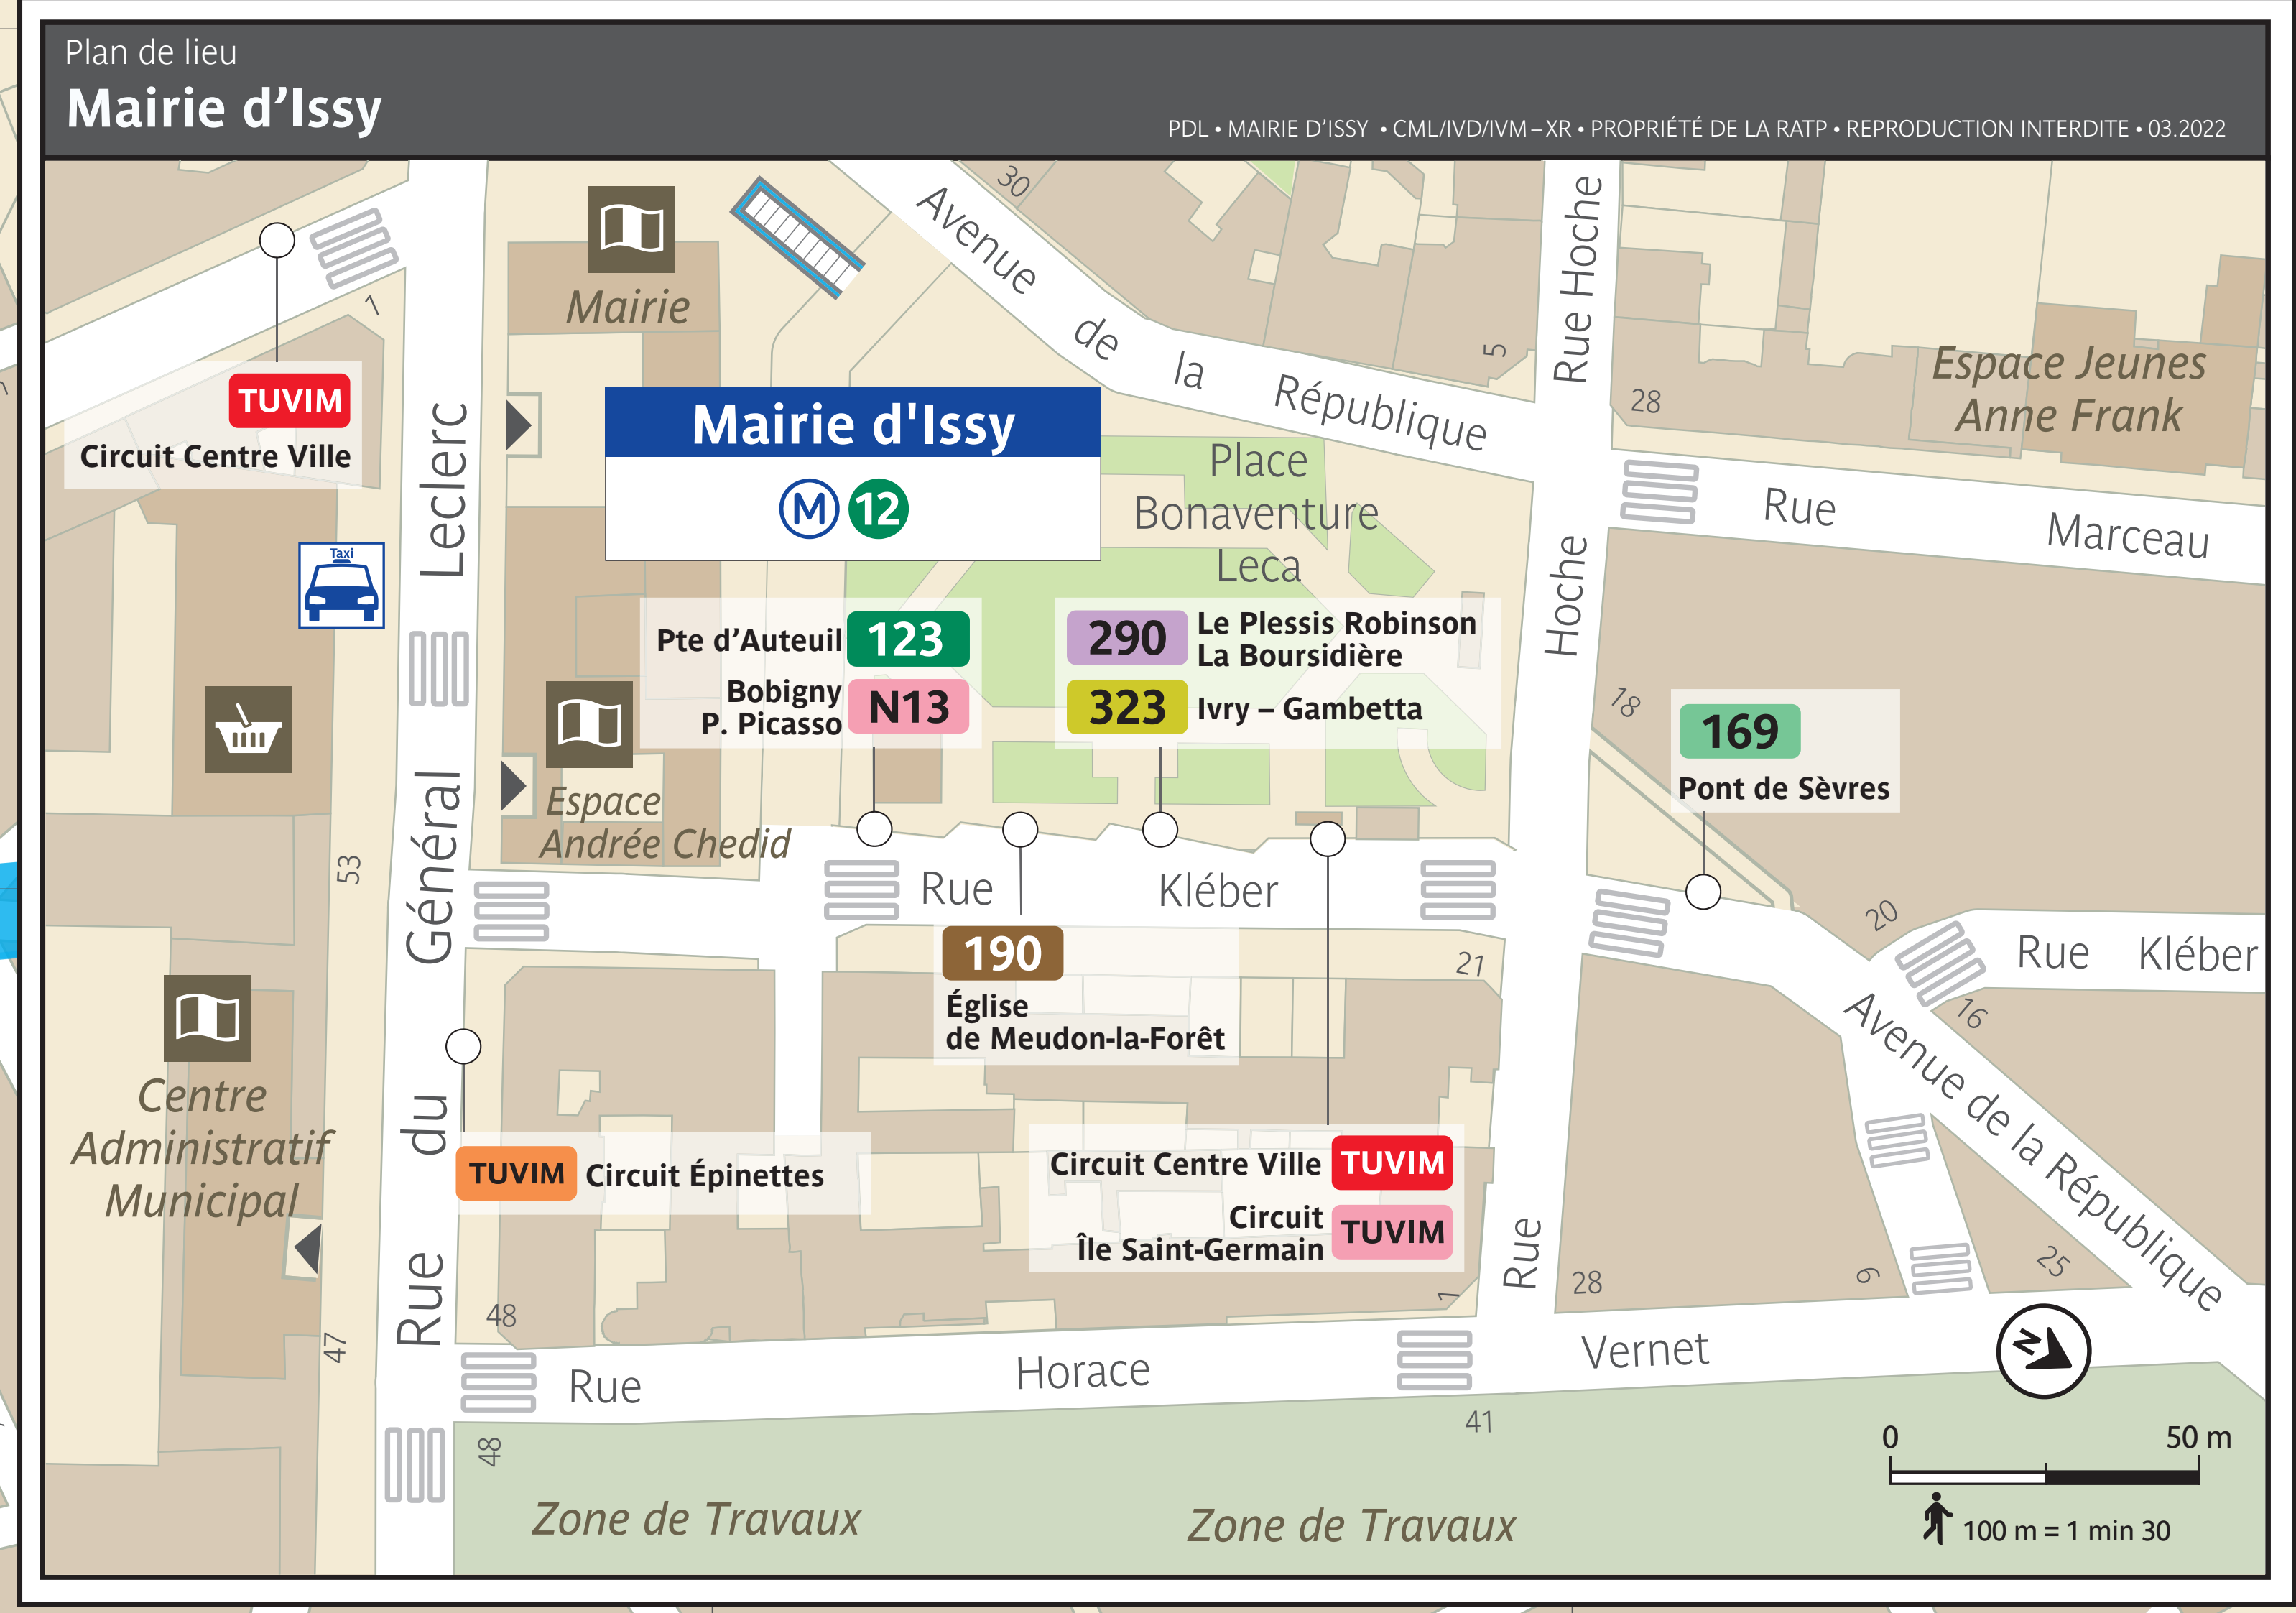 Plan de lieu
Mairie d’Issy
PDL • MAIRIE D’ISSY • CML/IVD/IVM – XR • PROPRIÉTÉ DE LA RATP • REPRODUCTION INTERDITE • 03.2022
30
Avenue
de
la
République
Rue Hoche
5
28
Espace Jeunes
Anne Frank
1
Mairie
TUVIM
Circuit Centre Ville
Leclerc
Mairie d'Issy
M 12
Place
Bonaventure
Leca
Rue
Marceau
Hoche
Taxi
Pte d’Auteuil 123
Bobigny
P. Picasso N13
290 Le Plessis Robinson
La Boursidière
323 Ivry – Gambetta
18
169
Pont de Sèvres
Espace
Andrée Chedid
Général
53
Rue
Kléber
20
Rue Kléber
190
Église
de Meudon-la-Forêt
21
16
Avenue de la République
Centre
Administratif
Municipal
du
TUVIM Circuit Épinettes
Circuit Centre Ville TUVIM
Circuit
Île Saint-Germain TUVIM
Rue
Rue
28
6
25
48
1
47
Rue
Horace
Vernet
N
48
41
0
50 m
100 m = 1 min 30
Zone de Travaux
Zone de Travaux